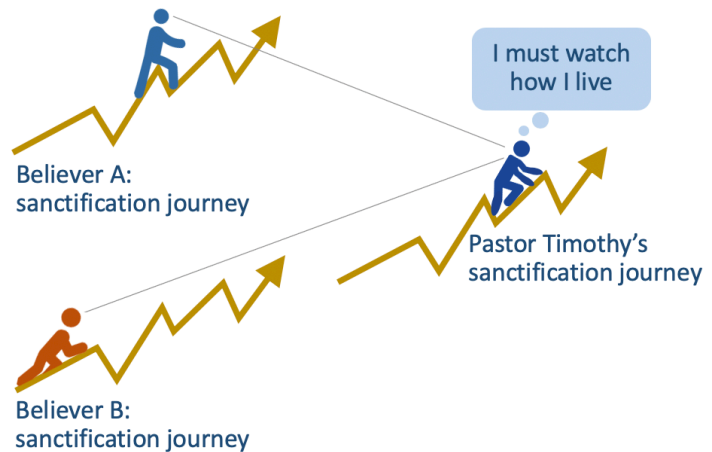 I must watch
how I live
Believer A:
sanctification journey
Pastor Timothy's
sanctification journey
Believer B:
sanctification journey